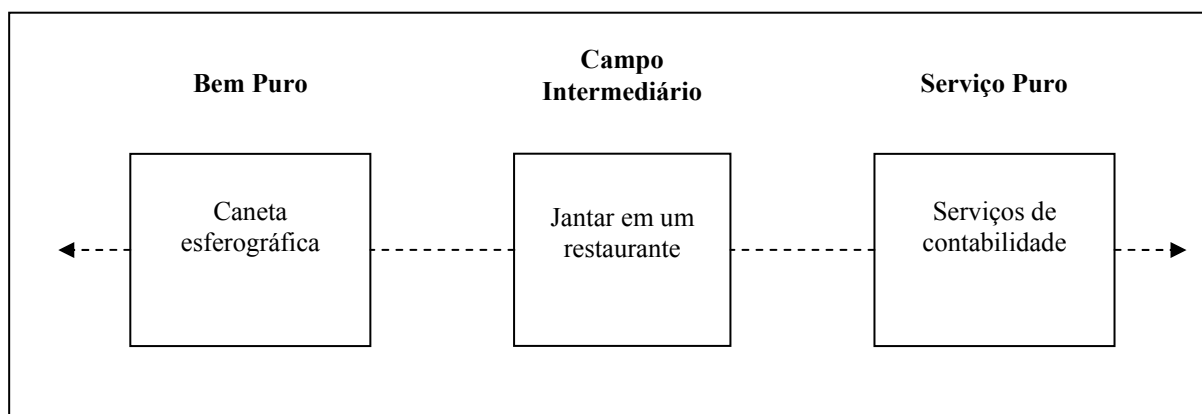 Bem Puro
Campo
Intermediário
Serviço Puro
Caneta
esferográfica
Jantar em um
restaurante
Serviços de
contabilidade